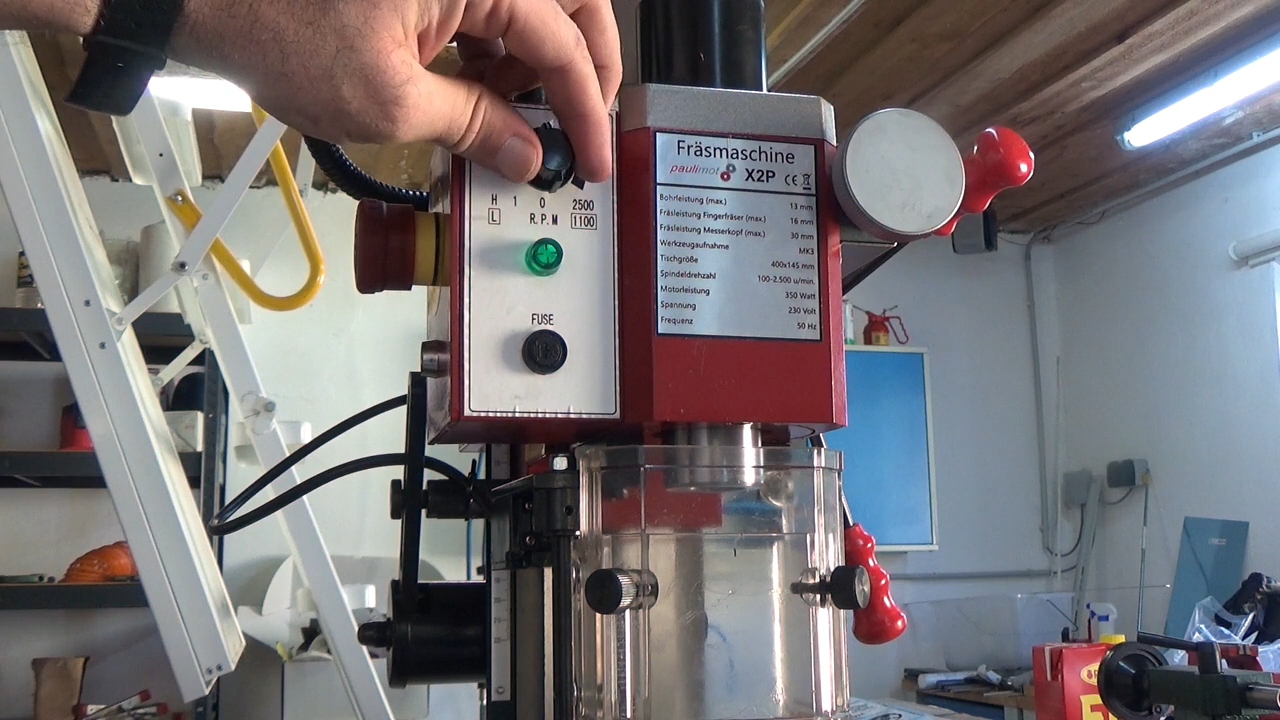 H 1 0 2500
L R.P.M 1100
FUSE
Fräsmaschine
paulimot X2P CE
Bohrleistung (max.) 13 mm
Fräsleistung Fingerfräser (max.) 16 mm
Fräsleistung Messerkopf (max.) 30 mm
Werkzeugaufnahme MK3
Tischgröße 400x145 mm
Spindeldrehzahl 100-2.500 u/min.
Motorleistung 350 Watt
Spannung 230 Volt
Frequenz 50 Hz